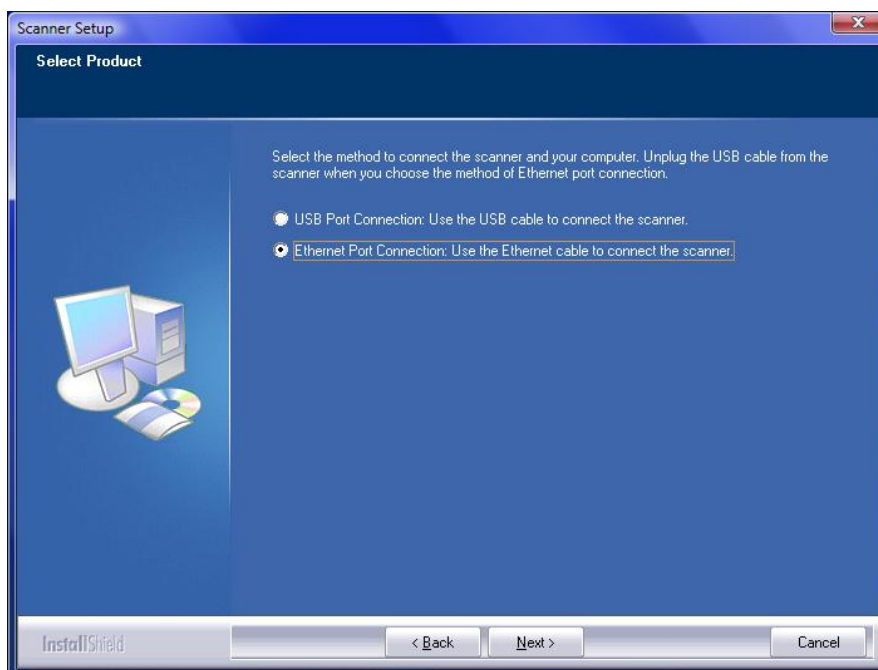 Scanner Setup
Select Product
Select the method to connect the scanner and your computer. Unplug the USB cable from the
scanner when you choose the method of Ethernet port connection.
USB Port Connection: Use the USB cable to connect the scanner.
Ethernet Port Connection: Use the Ethernet cable to connect the scanner.
InstallShield
< Back Next > Cancel